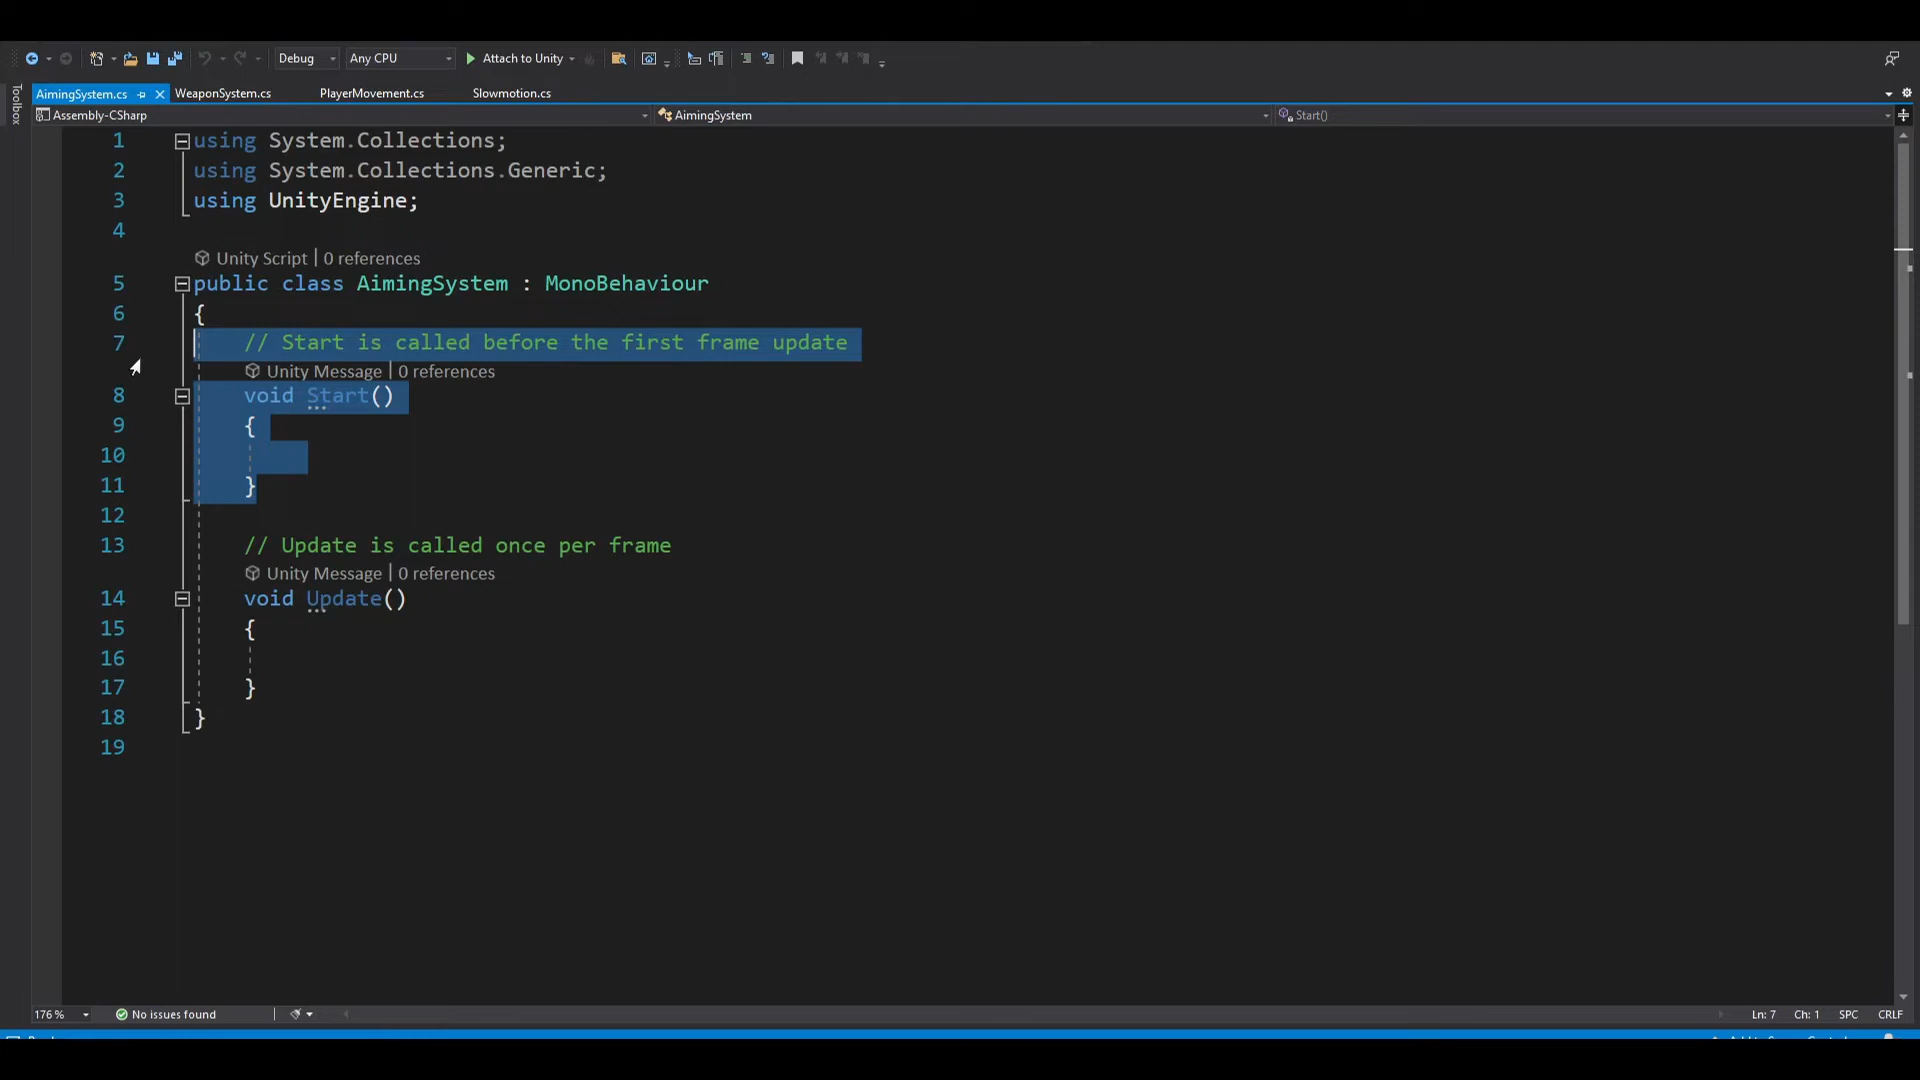 Debug Any CPU Attach to Unity
Toolbox
AimingSystem.cs WeaponSystem.cs PlayerMovement.cs Slowmotion.cs
Assembly-CSharp AimingSystem Start()
1 using System.Collections;
2 using System.Collections.Generic;
3 using UnityEngine;
4
Unity Script | 0 references
5 public class AimingSystem : MonoBehaviour
6 {
7 // Start is called before the first frame update
Unity Message | 0 references
8 void Start()
9 {
10
11 }
12
13 // Update is called once per frame
Unity Message | 0 references
14 void Update()
15 {
16
17 }
18 }
19
176 % No issues found Ln: 7 Ch: 1 SPC CRLF